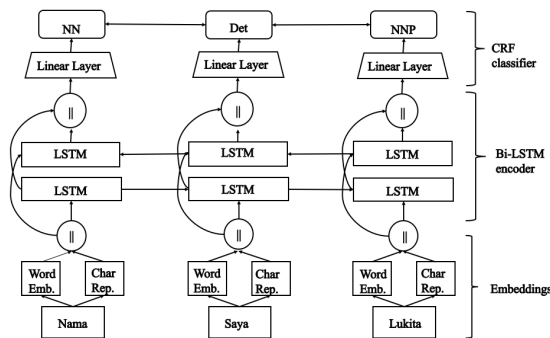 NN Det NNP
Linear Layer Linear Layer Linear Layer
CRF
classifier
|| || ||
LSTM LSTM LSTM
LSTM LSTM LSTM
Bi-LSTM
encoder
|| || ||
Word
Emb.
Char
Rep.
Word
Emb.
Char
Rep.
Word
Emb.
Char
Rep.
Embeddings
Nama Saya Lukita